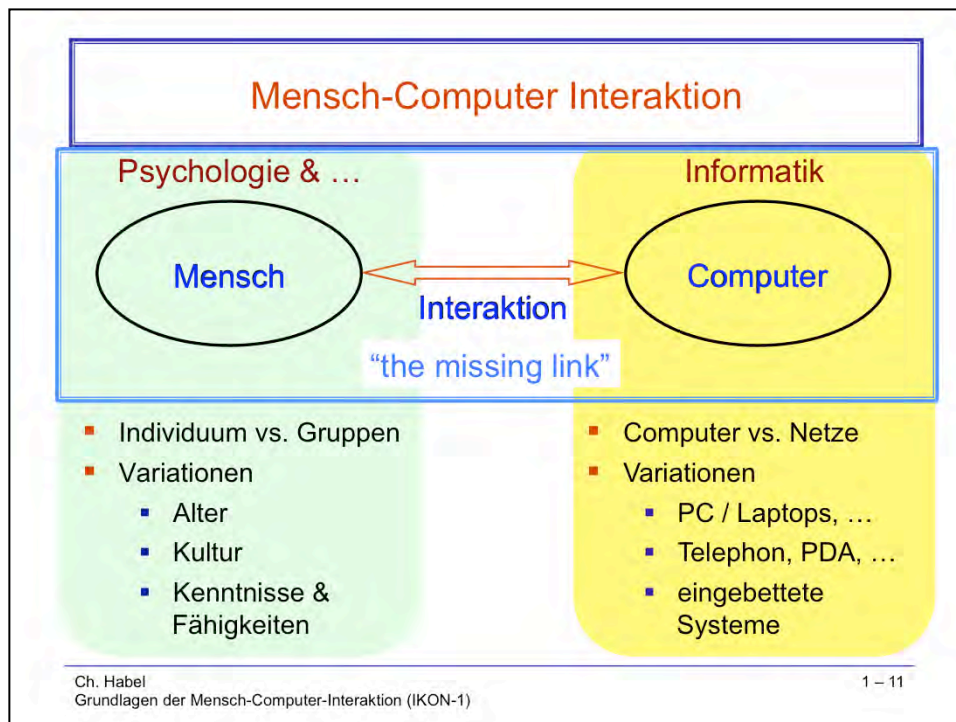 Mensch-Computer Interaktion
Psychologie & …
Informatik
Mensch
Computer
Interaktion
“the missing link”
Individuum vs. Gruppen
Variationen
Alter
Kultur
Kenntnisse &
Fähigkeiten
Computer vs. Netze
Variationen
PC / Laptops, …
Telephon, PDA, …
eingebettete
Systeme
Ch. Habel
Grundlagen der Mensch-Computer-Interaktion (IKON-1)
1 – 11